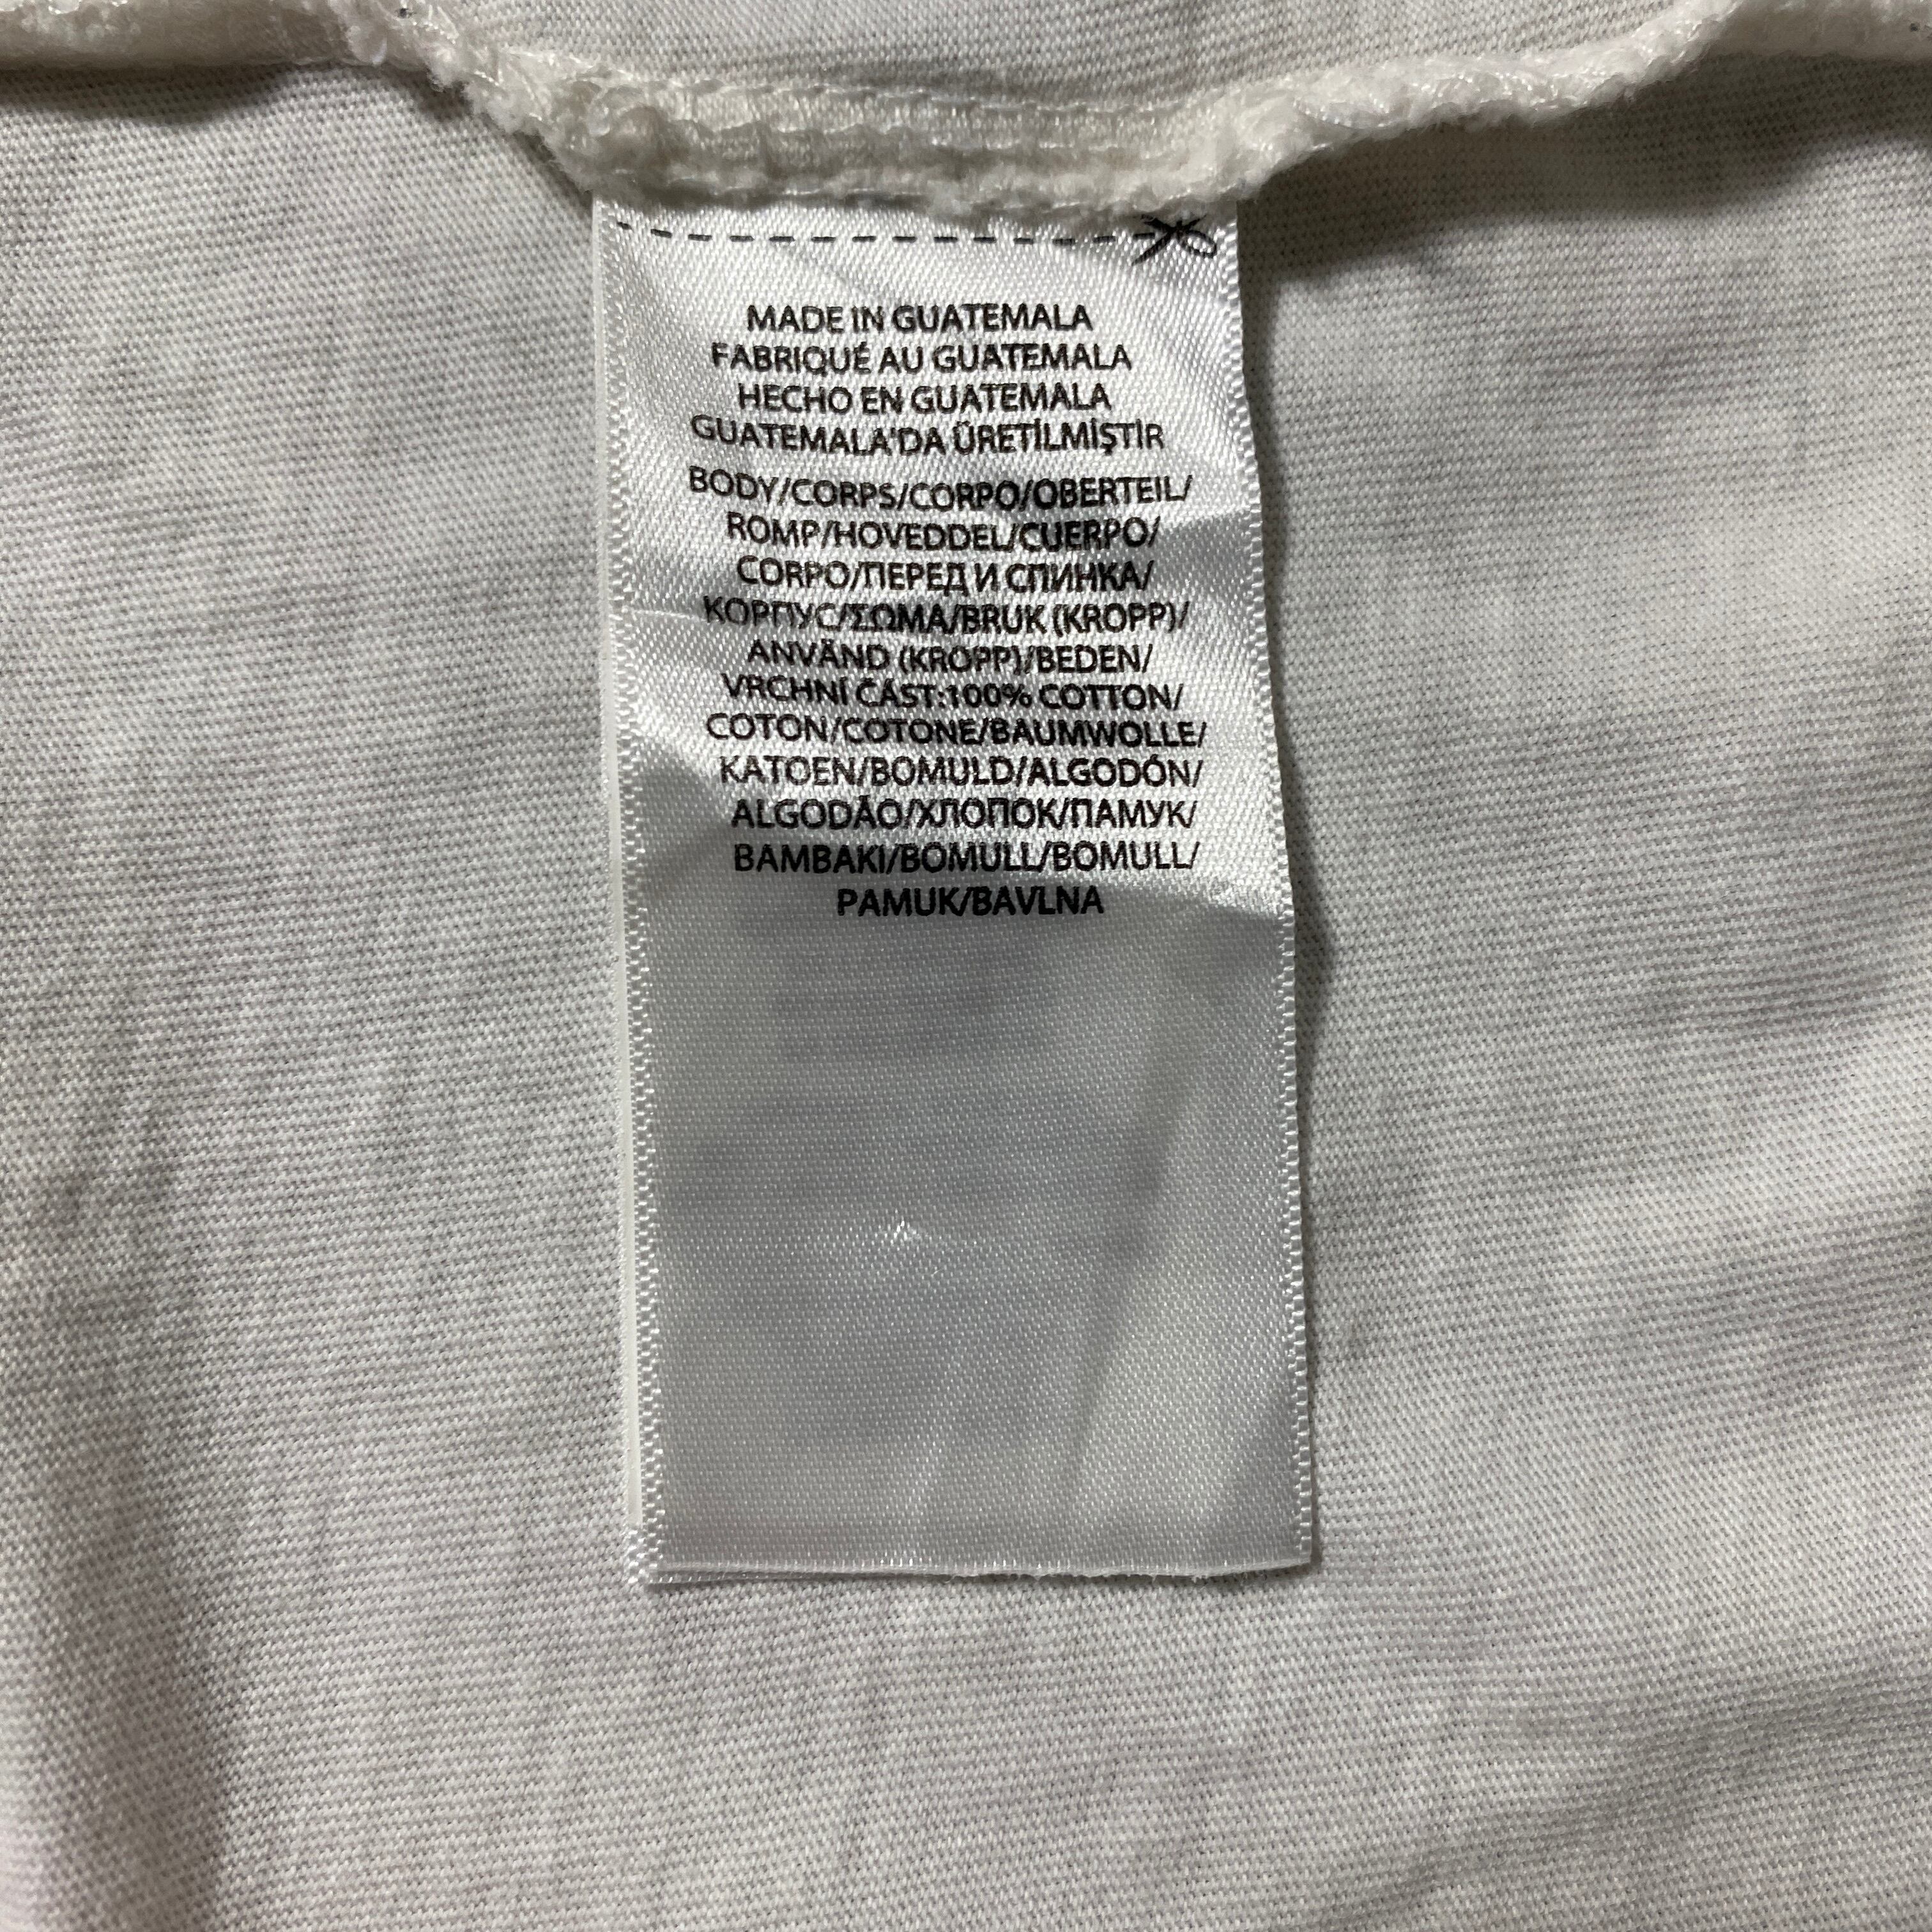 MADE IN GUATEMALA
FABRIQUÉ AU GUATEMALA
HECHO EN GUATEMALA
GUATEMALA'DA ÜRETİLMİŞTİR
BODY/CORPS/CORPO/OBERTEIL/
ROMP/HOVEDDEL/CUERPO/
CORPO/ПЕРЕД И СПИНКА/
КОРПУС/ΣΩΜΑ/BRUK (KROPP)/
ANVÄND (KROPP)/BEDEN/
VRCHNÍ ČÁST:100% COTTON/
COTON/COTONE/BAUMWOLLE/
KATOEN/BOMULD/ALGODÓN/
ALGODÃO/ХЛОПОК/ПАМУК/
BAMBAKI/BOMULL/BOMULL/
PAMUK/BAVLNA